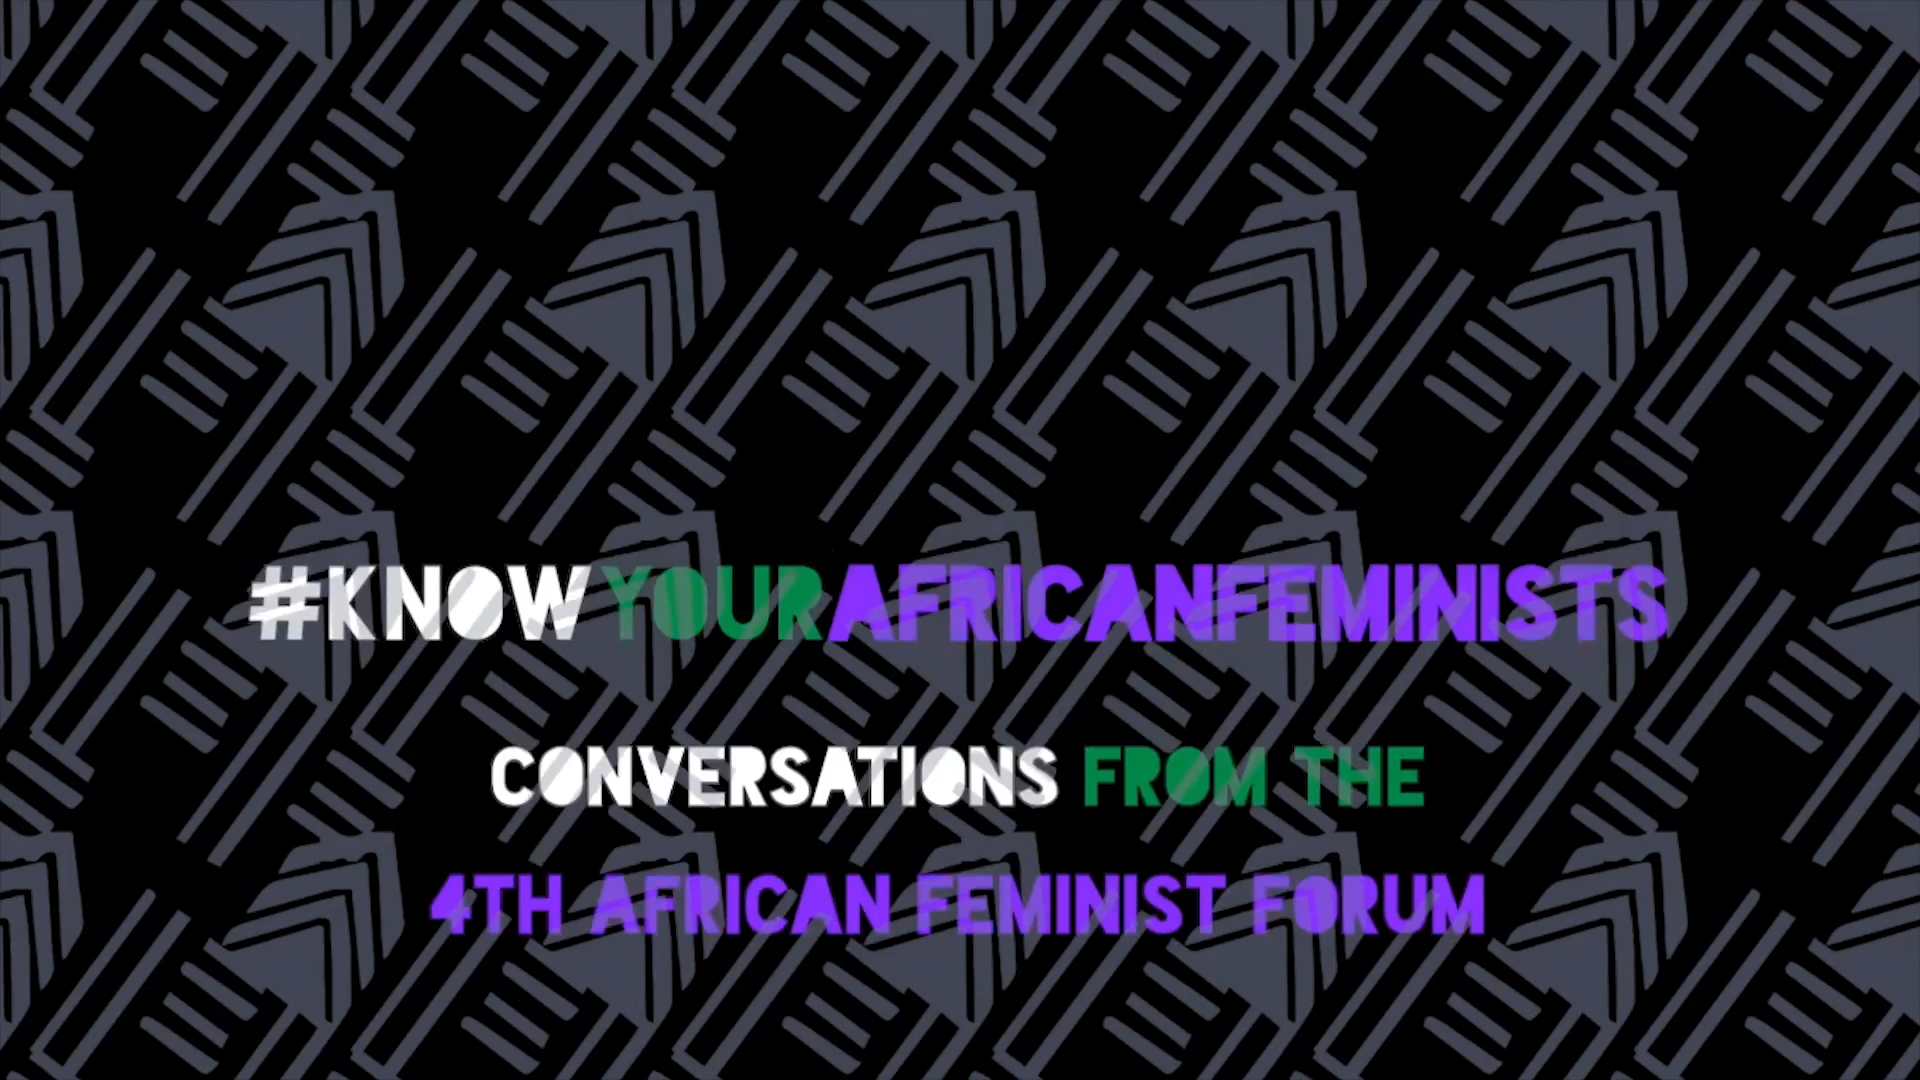 #KNOWYOURAFRICANFEMINISTS
CONVERSATIONS FROM THE
4TH AFRICAN FEMINIST FORUM